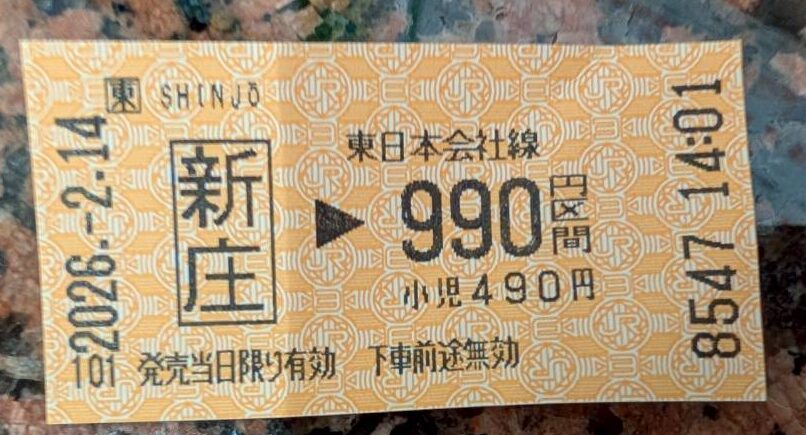 東 SHINJŌ
新庄
東日本会社線
▶ 990円区間
小児490円
発売当日限り有効 下車前途無効
2026.-2.14
101
8547 14:01